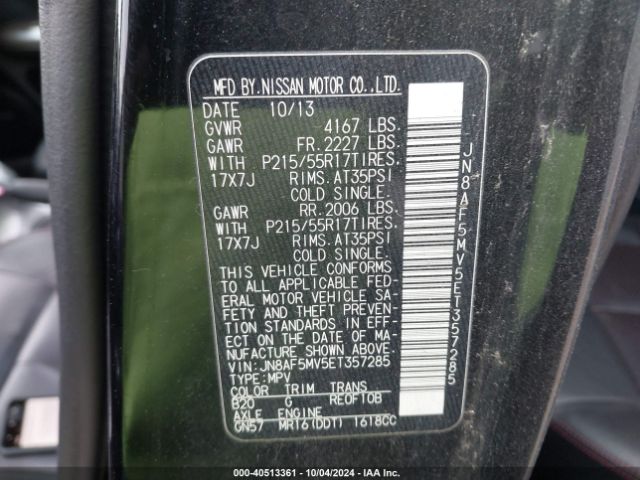 MFD BY. NISSAN MOTOR CO., LTD.
DATE 10/13
GVWR 4167 LBS.
GAWR FR. 2227 LBS.
WITH P215/55R17TIRES.
17X7J RIMS. AT35PSI
COLD SINGLE.
GAWR RR. 2006 LBS.
WITH P215/55R17TIRES.
17X7J RIMS. AT35PSI
COLD SINGLE.
THIS VEHICLE CONFORMS
TO ALL APPLICABLE FED-
ERAL MOTOR VEHICLE SA-
FETY AND THEFT PREVEN-
TION STANDARDS IN EFF-
ECT ON THE DATE OF MA-
NUFACTURE SHOWN ABOVE.
VIN: JN8AF5MV5ET357285
TYPE: MPV
COLOR TRIM TRANS
B20 G RE0F10B
AXLE ENGINE
GN57 MR16(DDT) 1618CC
JN8AF5MV5ET357285
000-40513361 - 10/04/2024 - IAA Inc.